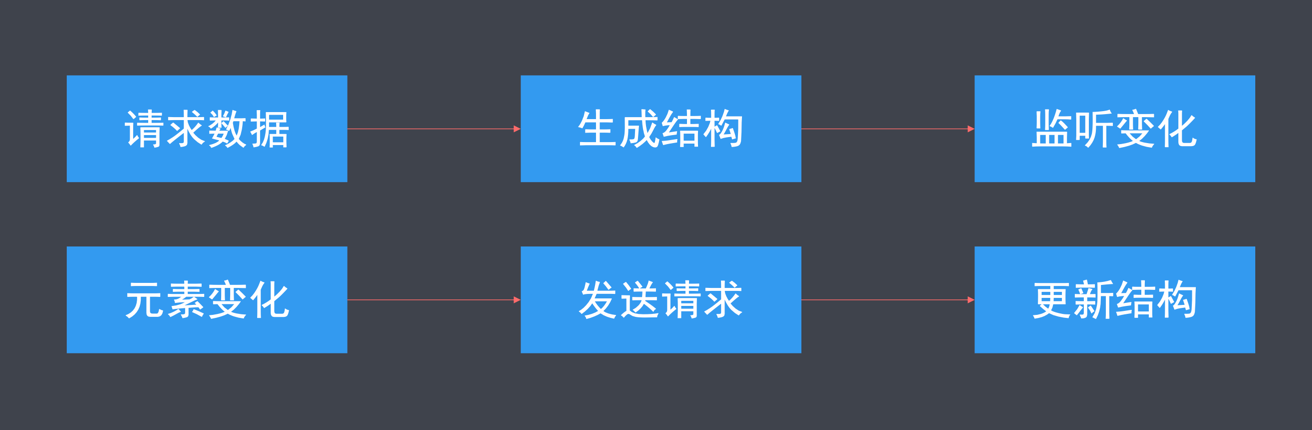 请求数据
生成结构
监听变化
元素变化
发送请求
更新结构